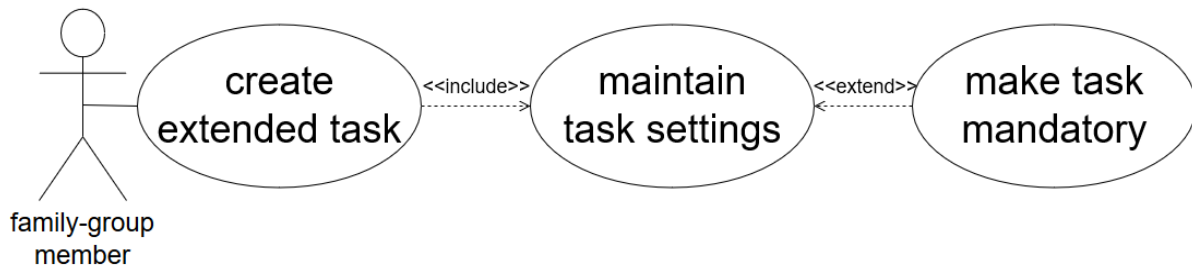 create
extended task
<<include>>
maintain
task settings
<<extend>>
make task
mandatory
family-group
member